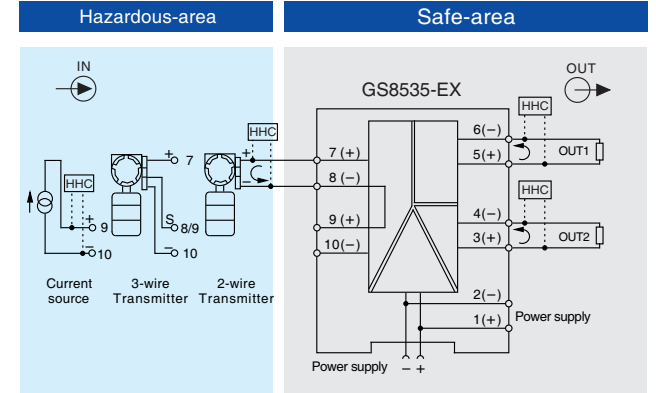 Hazardous-area
Safe-area
IN
OUT
GS8535-EX
HHC
6(−)
5(+)
OUT1
HHC
7(+)
8(−)
9(+)
10(−)
HHC
+
−
+ 7
S 8/9
− 10
HHC
+ 9
− 10
HHC
4(−)
3(+)
OUT2
2(−)
1(+)
Power supply
Current
source
3-wire
Transmitter
2-wire
Transmitter
Power supply
− +